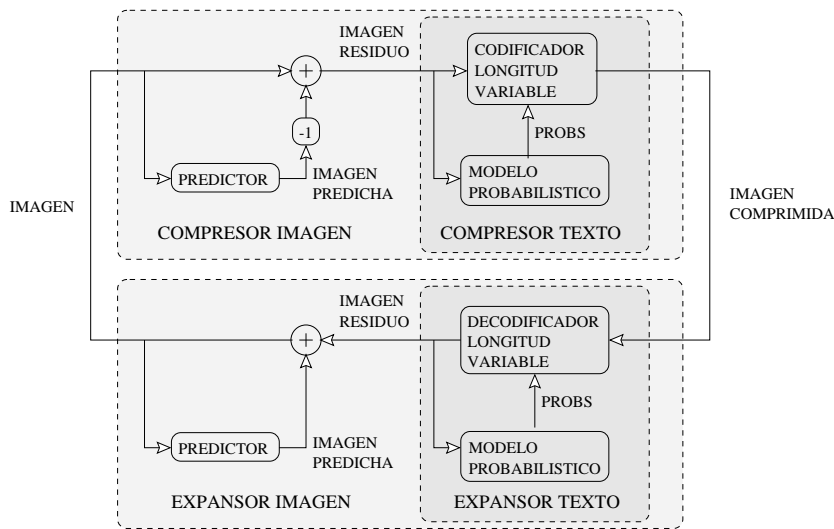 IMAGEN
RESIDUO
CODIFICADOR
LONGITUD
VARIABLE
+
-1
PROBS
PREDICTOR
IMAGEN
PREDICHA
MODELO
PROBABILISTICO
IMAGEN
IMAGEN
COMPRIMIDA
COMPRESOR IMAGEN
COMPRESOR TEXTO
IMAGEN
RESIDUO
DECODIFICADOR
LONGITUD
VARIABLE
+
PROBS
PREDICTOR
IMAGEN
PREDICHA
MODELO
PROBABILISTICO
EXPANSOR IMAGEN
EXPANSOR TEXTO